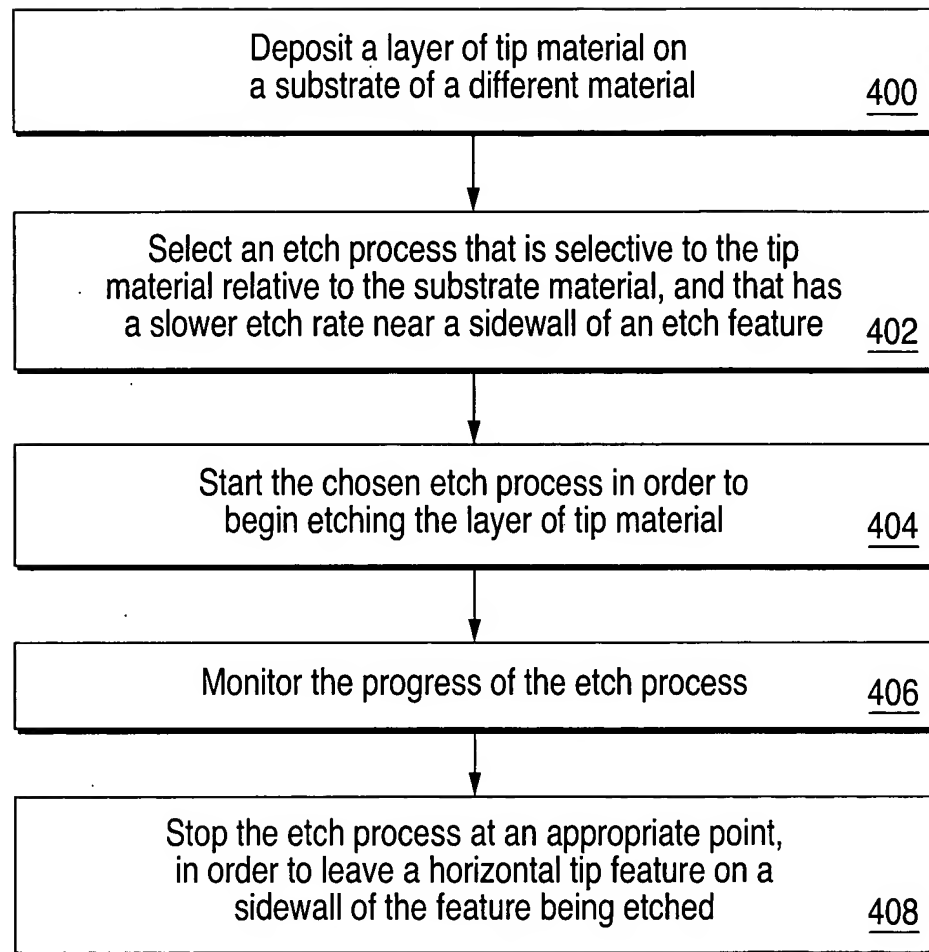 Deposit a layer of tip material on
a substrate of a different material
400
Select an etch process that is selective to the tip
material relative to the substrate material, and that has
a slower etch rate near a sidewall of an etch feature
402
Start the chosen etch process in order to
begin etching the layer of tip material
404
Monitor the progress of the etch process
406
Stop the etch process at an appropriate point,
in order to leave a horizontal tip feature on a
sidewall of the feature being etched
408